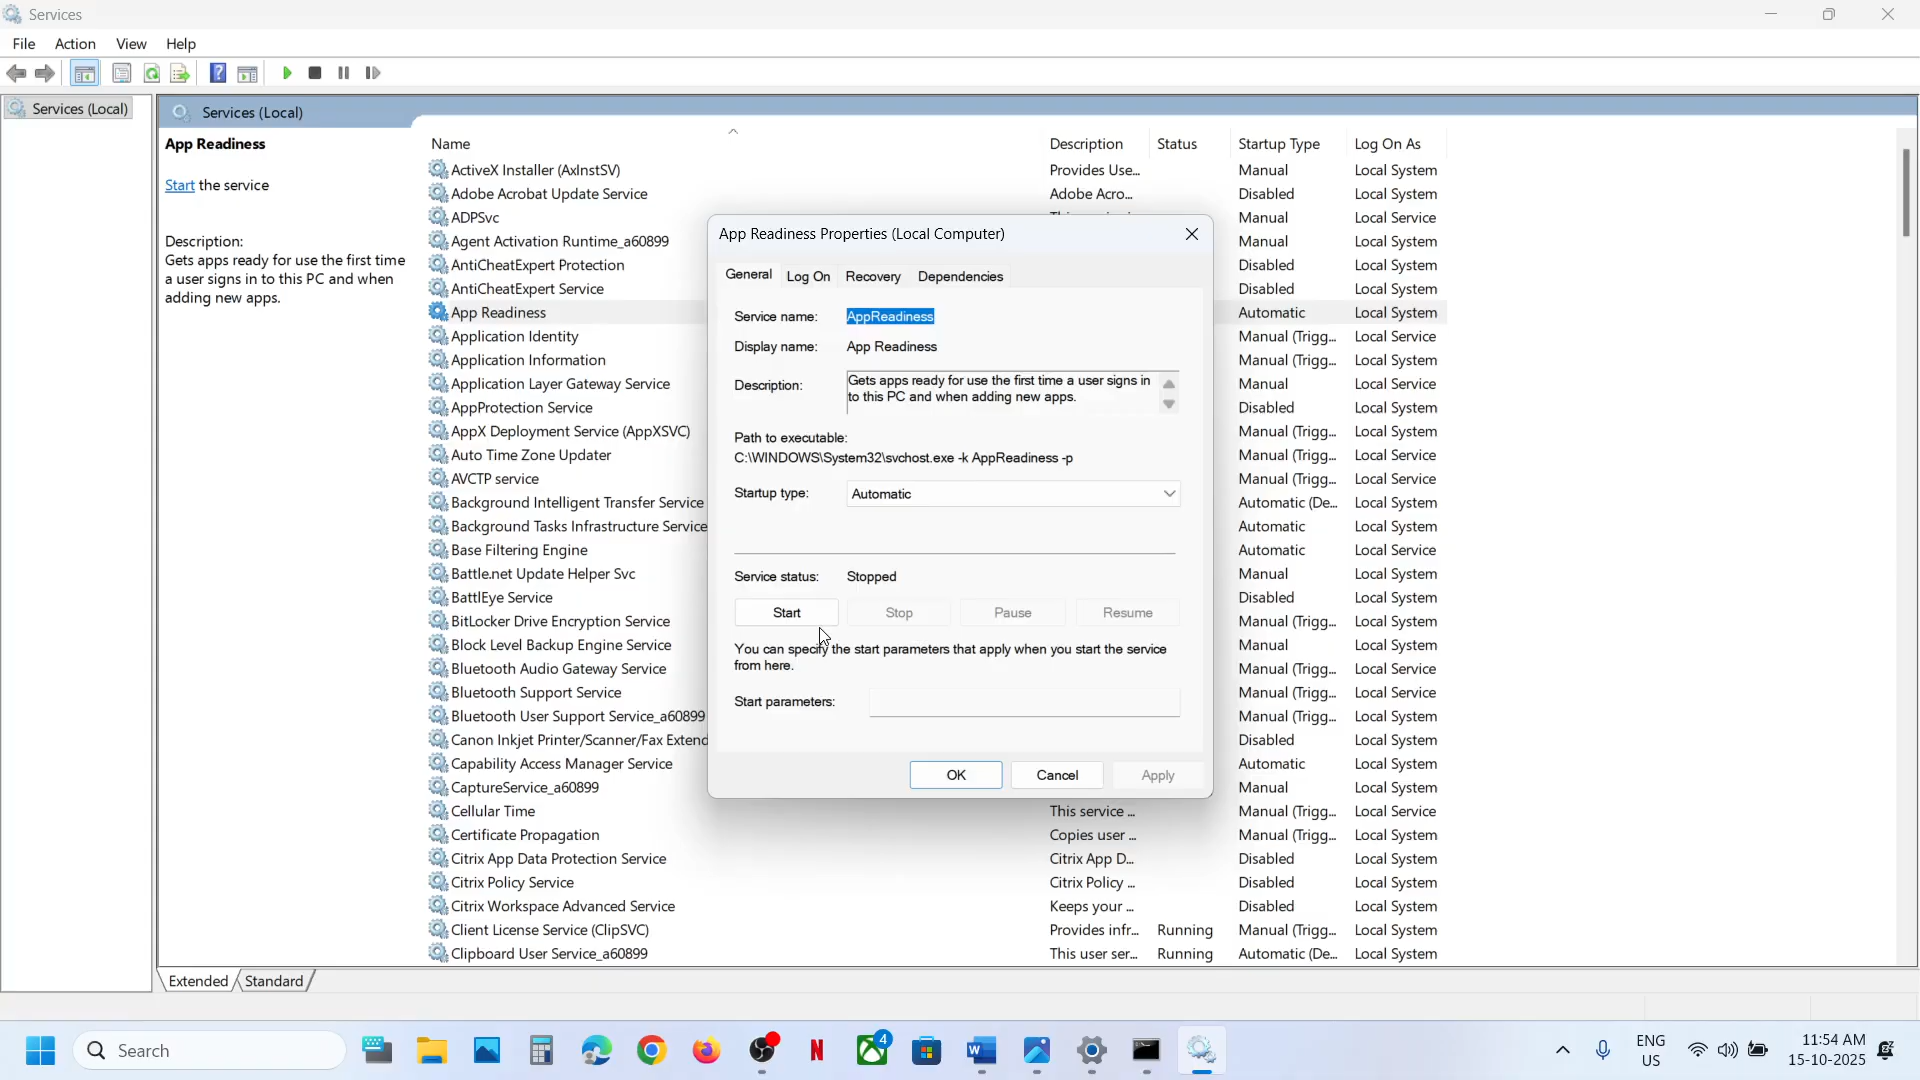 Services
File Action View Help
Services (Local)
Services (Local)
App Readiness
Start the service
Description:
Gets apps ready for use the first time
a user signs in to this PC and when
adding new apps.
Name Description Status Startup Type Log On As
ActiveX Installer (AxInstSV) Provides Use... Manual Local System
Adobe Acrobat Update Service Adobe Acro... Disabled Local System
ADPSvc Manual Local Service
Agent Activation Runtime_a60899 Manual Local System
AntiCheatExpert Protection Disabled Local System
AntiCheatExpert Service Disabled Local System
App Readiness Automatic Local System
Application Identity Manual (Trigg... Local Service
Application Information Manual (Trigg... Local System
Application Layer Gateway Service Manual Local Service
AppProtection Service Disabled Local System
AppX Deployment Service (AppXSVC) Manual (Trigg... Local System
Auto Time Zone Updater Manual (Trigg... Local Service
AVCTP service Manual (Trigg... Local Service
Background Intelligent Transfer Service Automatic (De... Local System
Background Tasks Infrastructure Service Automatic Local System
Base Filtering Engine Automatic Local Service
Battle.net Update Helper Svc Manual Local System
BattlEye Service Disabled Local System
BitLocker Drive Encryption Service Manual (Trigg... Local System
Block Level Backup Engine Service Manual Local System
Bluetooth Audio Gateway Service Manual (Trigg... Local Service
Bluetooth Support Service Manual (Trigg... Local Service
Bluetooth User Support Service_a60899 Manual (Trigg... Local System
Canon Inkjet Printer/Scanner/Fax Extend Disabled Local System
Capability Access Manager Service Automatic Local System
CaptureService_a60899 Manual Local System
Cellular Time This service ... Manual (Trigg... Local Service
Certificate Propagation Copies user ... Manual (Trigg... Local System
Citrix App Data Protection Service Citrix App D... Disabled Local System
Citrix Policy Service Citrix Policy ... Disabled Local System
Citrix Workspace Advanced Service Keeps your ... Disabled Local System
Client License Service (ClipSVC) Provides infr... Running Manual (Trigg... Local System
Clipboard User Service_a60899 This user ser... Running Automatic (De... Local System
App Readiness Properties (Local Computer)
General Log On Recovery Dependencies
Service name: AppReadiness
Display name: App Readiness
Description: Gets apps ready for use the first time a user signs in
to this PC and when adding new apps.
Path to executable:
C:\WINDOWS\System32\svchost.exe -k AppReadiness -p
Startup type: Automatic
Service status: Stopped
Start Stop Pause Resume
You can specify the start parameters that apply when you start the service
from here.
Start parameters:
OK Cancel Apply
Extended Standard
Search
4
ENG
US
11:54 AM
15-10-2025